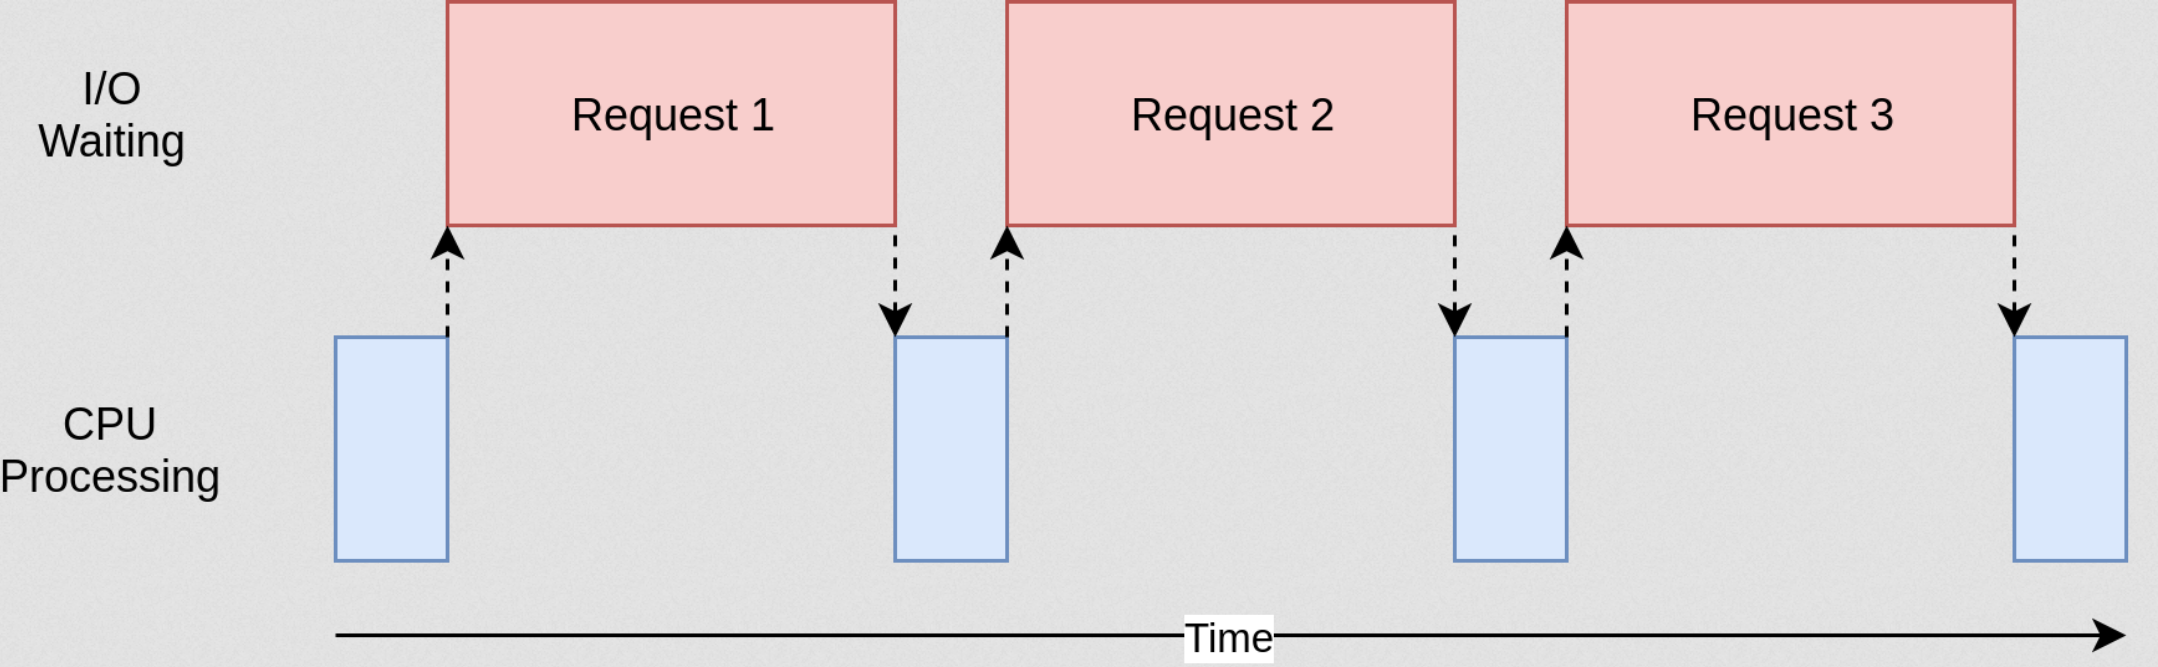 I/O
Waiting
Request 1
Request 2
Request 3
CPU
Processing
Time